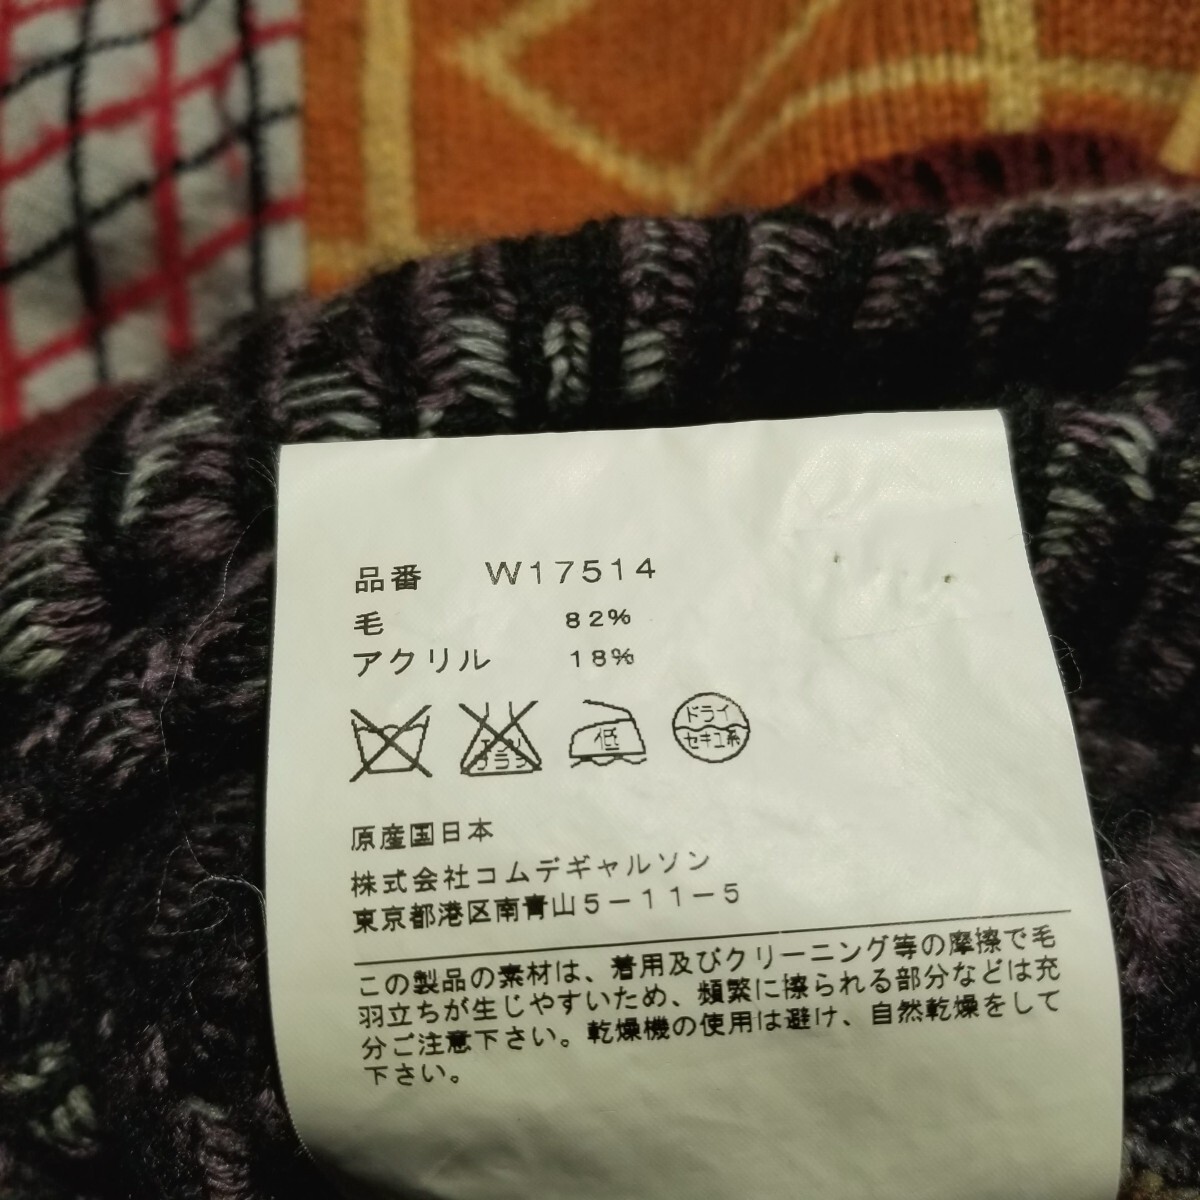 品番 W17514
毛 82%
アクリル 18%
エンソ
サラシ
低
ドライ
セキユ系
原産国日本
株式会社コムデギャルソン
東京都港区南青山5-11-5
この製品の素材は、着用及びクリーニング等の摩擦で毛
羽立ちが生じやすいため、頻繁に擦られる部分などは充
分ご注意下さい。乾燥機の使用は避け、自然乾燥をして
下さい。